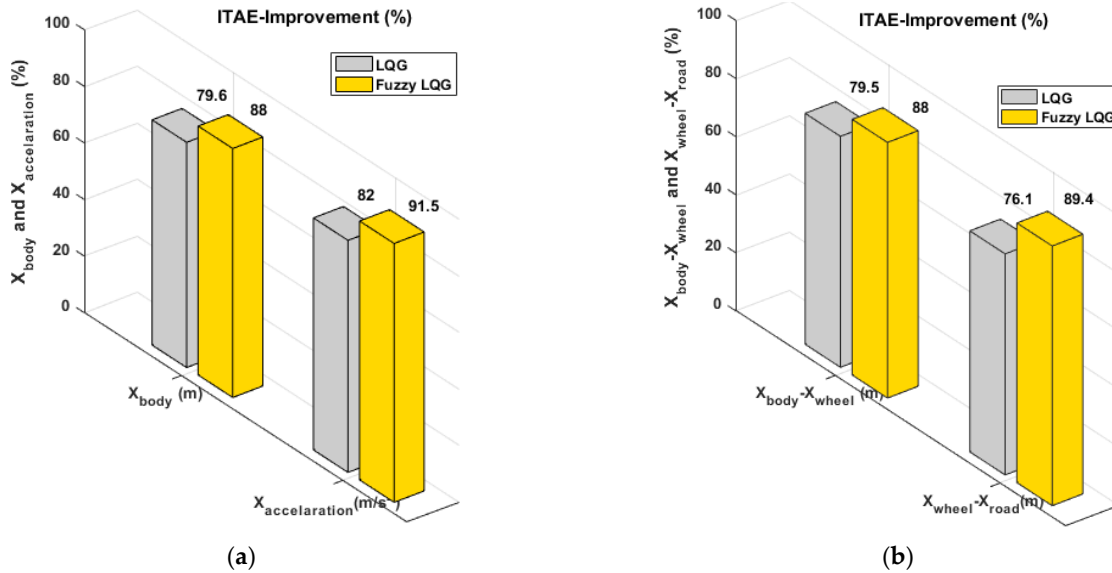 ITAE-Improvement (%)
X_body and X_accelaration (%)
100
80
60
40
20
0
LQG
Fuzzy LQG
79.6
88
82
91.5
X_body (m)
X_accelaration(m/s²)
(a)
ITAE-Improvement (%)
X_body-X_wheel and X_wheel-X_road (%)
100
80
60
40
20
0
LQG
Fuzzy LQG
79.5
88
76.1
89.4
X_body-X_wheel (m)
X_wheel-X_road(m)
(b)